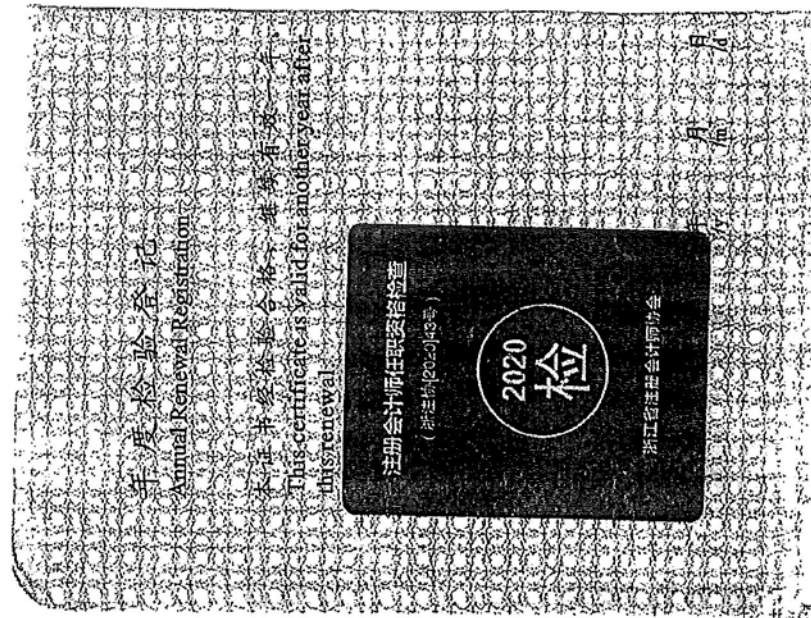 年度检验登记
Annual Renewal Registration
本证书经检验合格，继续有效一年。
This certificate is valid for another year after
this renewal
注册会计师任职资格检查
2020
检
浙江省注册会计师协会
月 日
/y /m /d